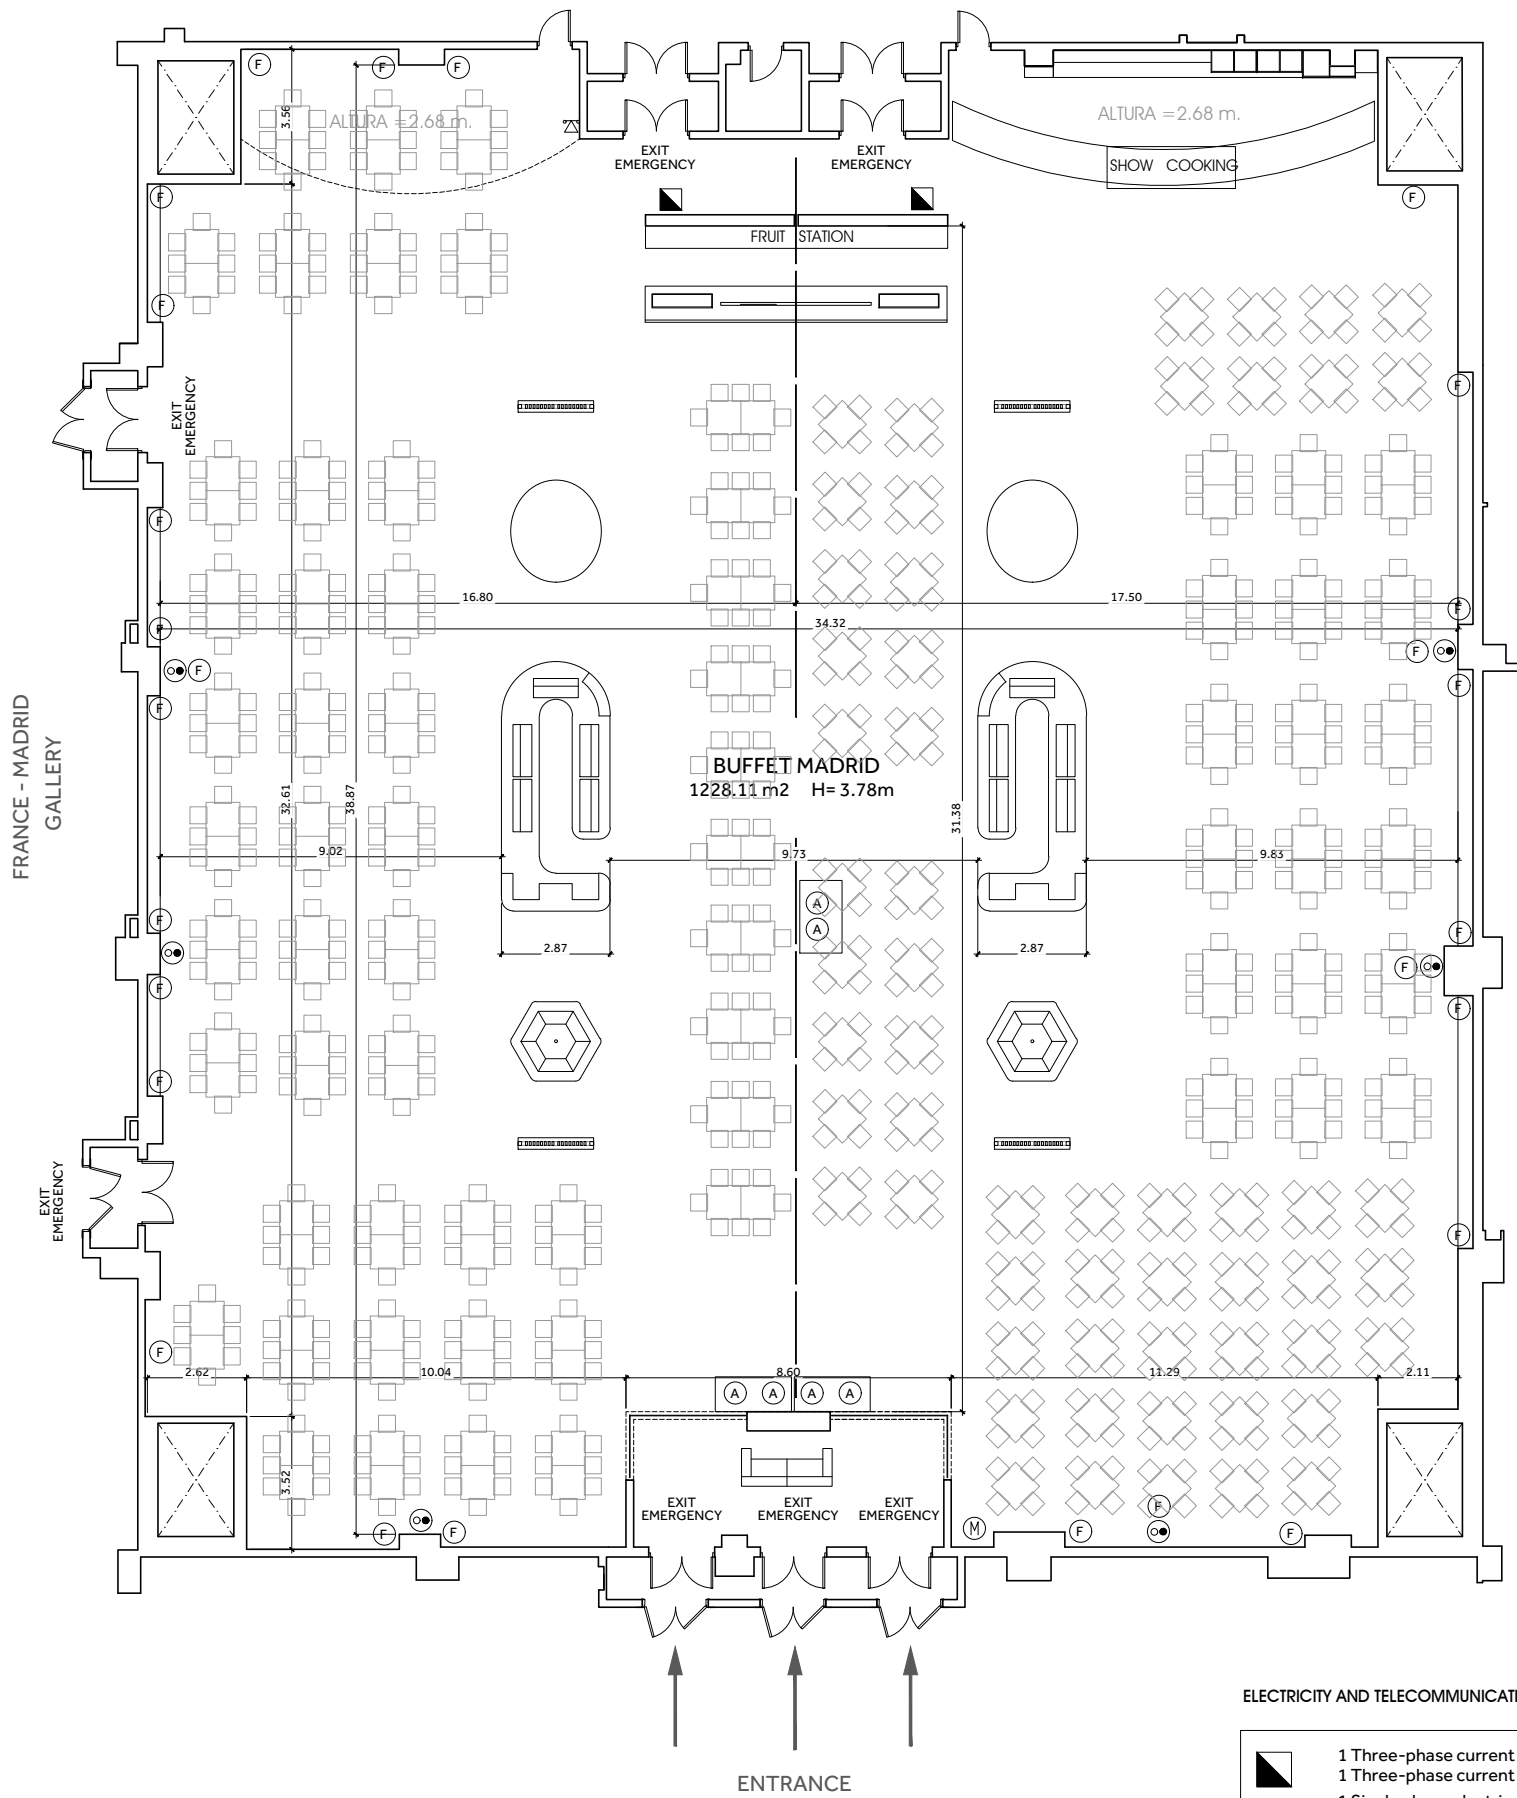 F
F
F
3.56
ALTURA =2.68 m.
ALTURA =2.68 m.
EXIT
EMERGENCY
EXIT
EMERGENCY
SHOW COOKING
F
F
FRUIT STATION
F
F
EXIT
EMERGENCY
F
16.80
17.50
F
34.32
F
F
F
F
F
F
FRANCE - MADRID
GALLERY
BUFFET MADRID
1228.11 m2 H= 3.78m
32.61
38.87
31.38
9.02
9.73
9.83
A
A
F
F
2.87
2.87
F
F
F
F
EXIT
EMERGENCY
F
F
2.62
10.04
8.60
11.29
2.11
A
A
A
A
3.52
EXIT
EMERGENCY
EXIT
EMERGENCY
EXIT
EMERGENCY
F
F
F
M
F
F
ENTRANCE
ELECTRICITY AND TELECOMMUNICATI
1 Three-phase current
1 Three-phase current